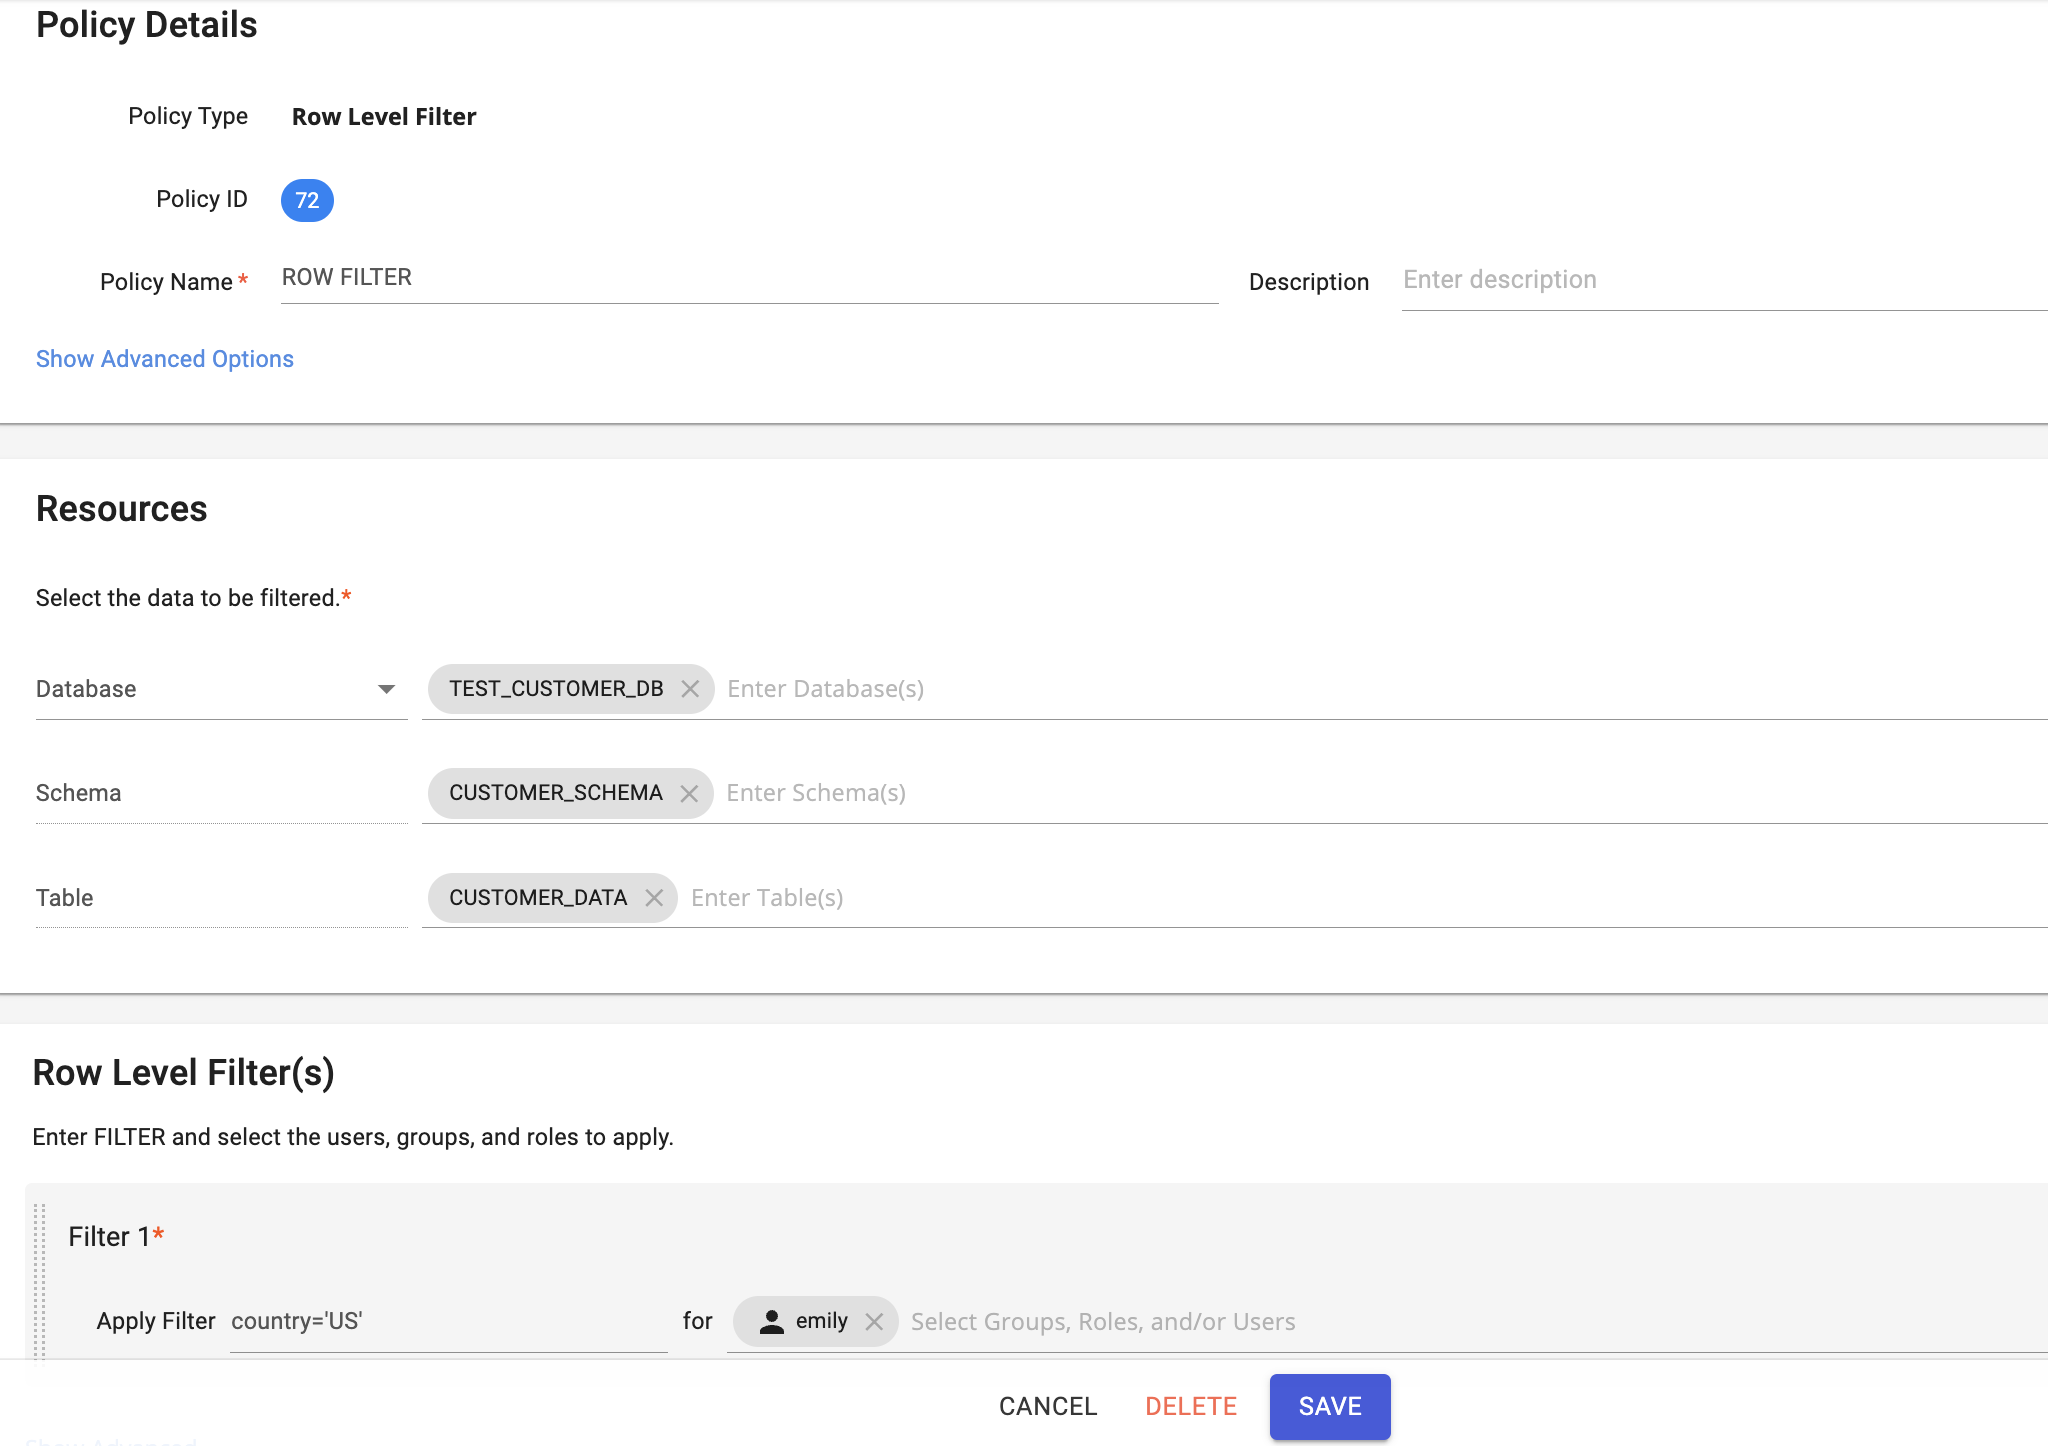 Policy Details
Policy Type Row Level Filter
Policy ID 72
Policy Name* ROW FILTER Description Enter description
Show Advanced Options
Resources
Select the data to be filtered.*
Database TEST_CUSTOMER_DB Enter Database(s)
Schema CUSTOMER_SCHEMA Enter Schema(s)
Table CUSTOMER_DATA Enter Table(s)
Row Level Filter(s)
Enter FILTER and select the users, groups, and roles to apply.
Filter 1*
Apply Filter country='US' for emily Select Groups, Roles, and/or Users
CANCEL DELETE SAVE